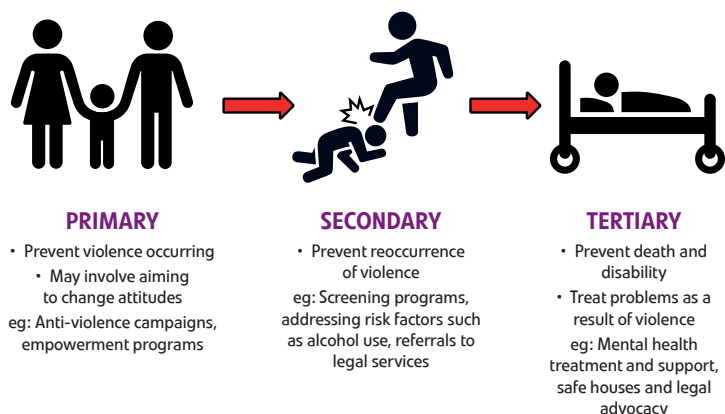 PRIMARY
• Prevent violence occurring
• May involve aiming
to change attitudes
eg: Anti-violence campaigns,
empowerment programs
SECONDARY
• Prevent reoccurrence
of violence
eg: Screening programs,
addressing risk factors such
as alcohol use, referrals to
legal services
TERTIARY
• Prevent death and
disability
• Treat problems as a
result of violence
eg: Mental health
treatment and support,
safe houses and legal
advocacy